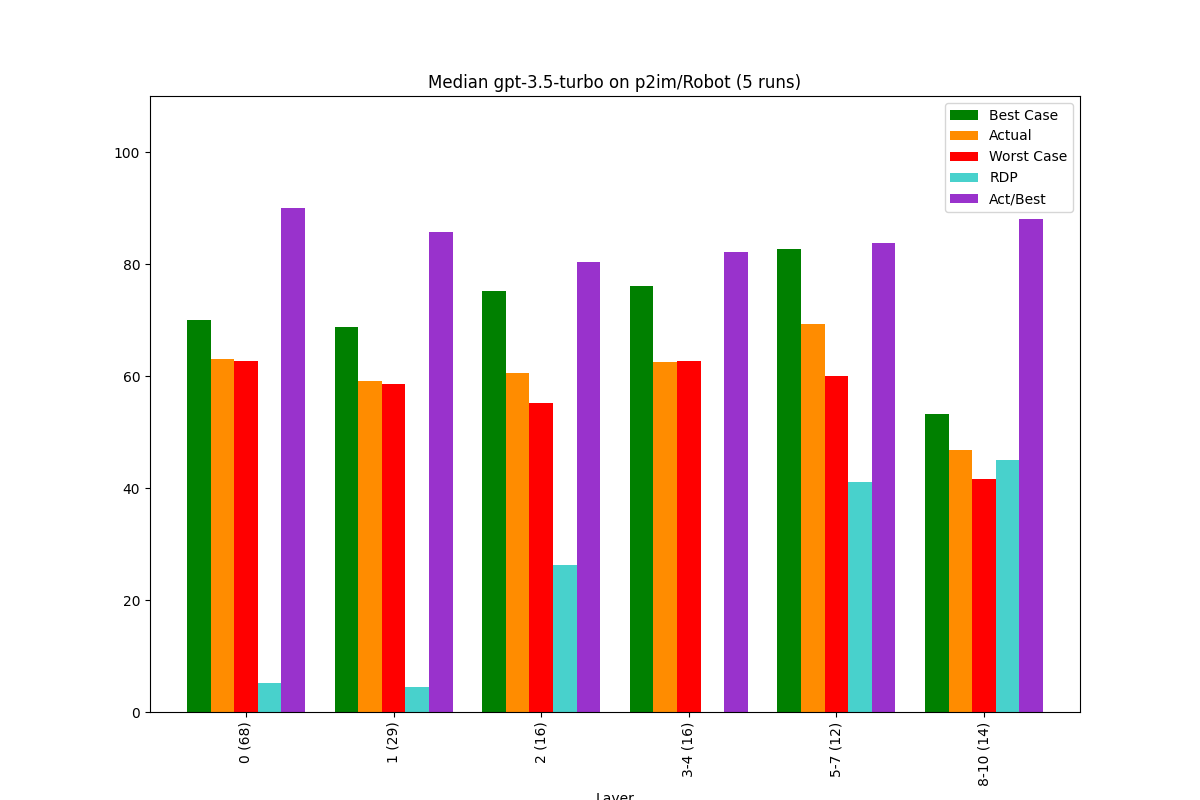 Median gpt-3.5-turbo on p2im/Robot (5 runs)
Best Case
Actual
Worst Case
RDP
Act/Best
100
80
60
40
20
0
0 (68)
1 (29)
2 (16)
3-4 (16)
5-7 (12)
8-10 (14)
Layer